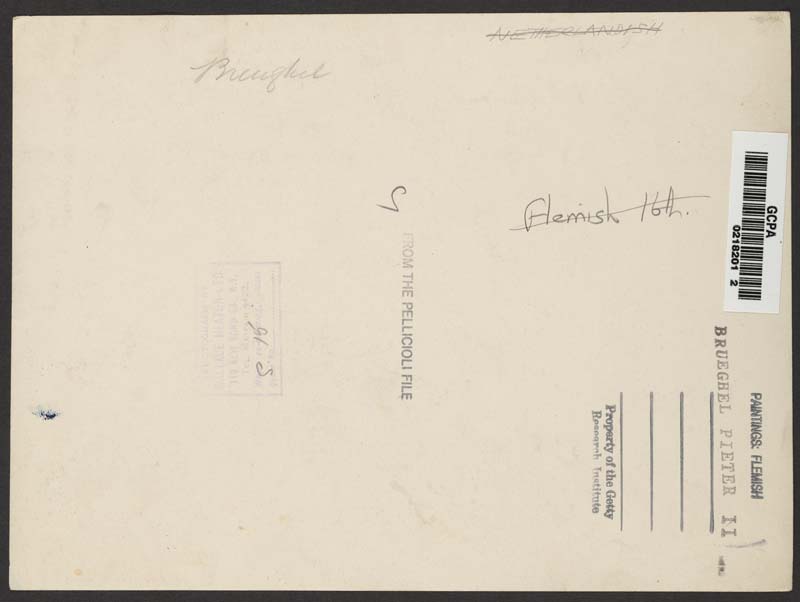 NETHERLANDISH
Brueghel
Flemish 16th.
GCPA
0218201 2
FROM THE PELLICIOLI FILE
PAINTINGS: FLEMISH
BRUEGHEL PIETER II
Property of the Getty
Research Institute